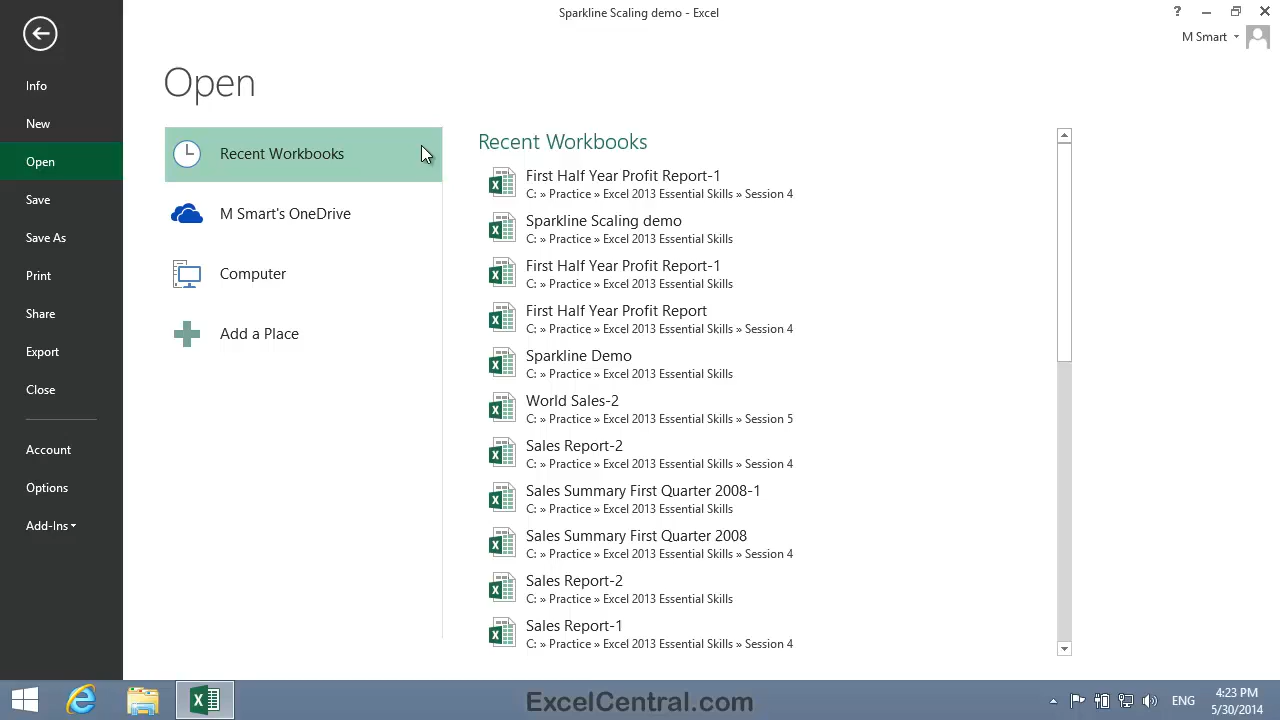 Sparkline Scaling demo - Excel
?
M Smart
Info
New
Open
Save
Save As
Print
Share
Export
Close
Account
Options
Add-Ins
Open
Recent Workbooks
M Smart's OneDrive
Computer
Add a Place
Recent Workbooks
First Half Year Profit Report-1
C: » Practice » Excel 2013 Essential Skills » Session 4
Sparkline Scaling demo
C: » Practice » Excel 2013 Essential Skills
First Half Year Profit Report-1
C: » Practice » Excel 2013 Essential Skills
First Half Year Profit Report
C: » Practice » Excel 2013 Essential Skills » Session 4
Sparkline Demo
C: » Practice » Excel 2013 Essential Skills
World Sales-2
C: » Practice » Excel 2013 Essential Skills » Session 5
Sales Report-2
C: » Practice » Excel 2013 Essential Skills » Session 4
Sales Summary First Quarter 2008-1
C: » Practice » Excel 2013 Essential Skills
Sales Summary First Quarter 2008
C: » Practice » Excel 2013 Essential Skills » Session 4
Sales Report-2
C: » Practice » Excel 2013 Essential Skills
Sales Report-1
C: » Practice » Excel 2013 Essential Skills » Session 4
ExcelCentral.com
ENG
4:23 PM
5/30/2014